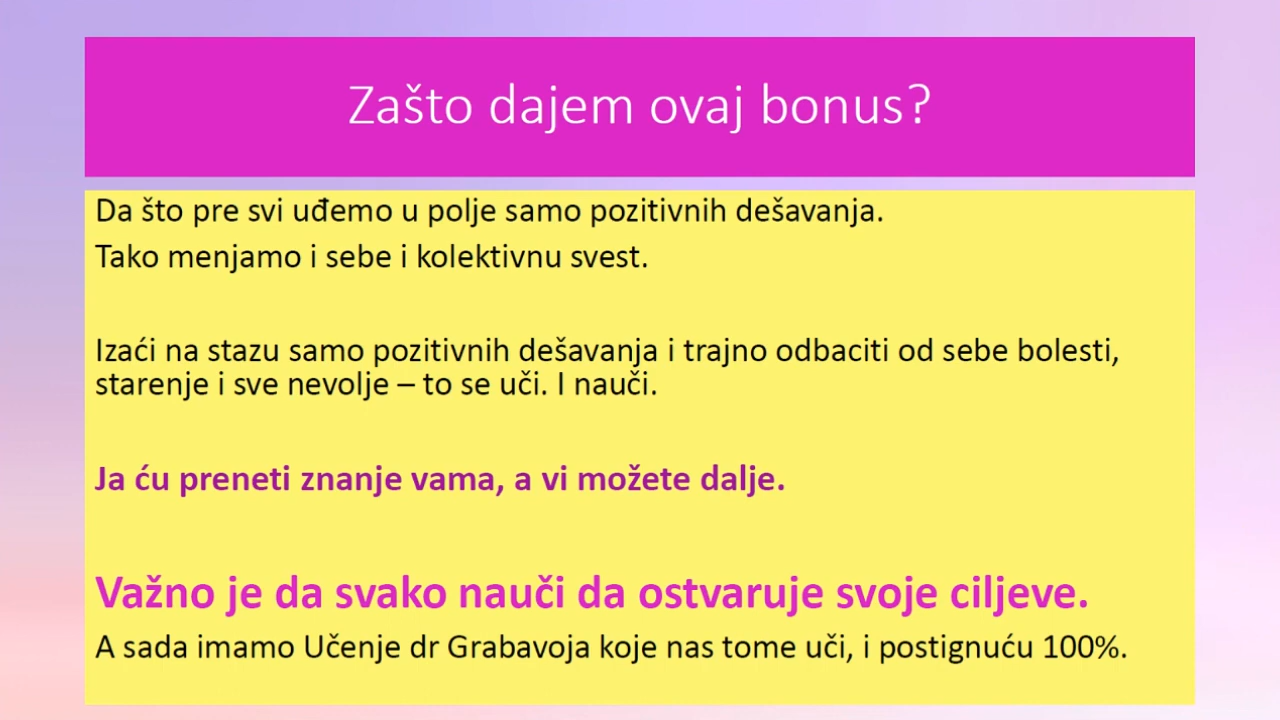 Zašto dajem ovaj bonus?
Da što pre svi uđemo u polje samo pozitivnih dešavanja.
Tako menjamo i sebe i kolektivnu svest.
Izaći na stazu samo pozitivnih dešavanja i trajno odbaciti od sebe bolesti,
starenje i sve nevolje – to se uči. I nauči.
Ja ću preneti znanje vama, a vi možete dalje.
Važno je da svako nauči da ostvaruje svoje ciljeve.
A sada imamo Učenje dr Grabavoja koje nas tome uči, i postignuću 100%.